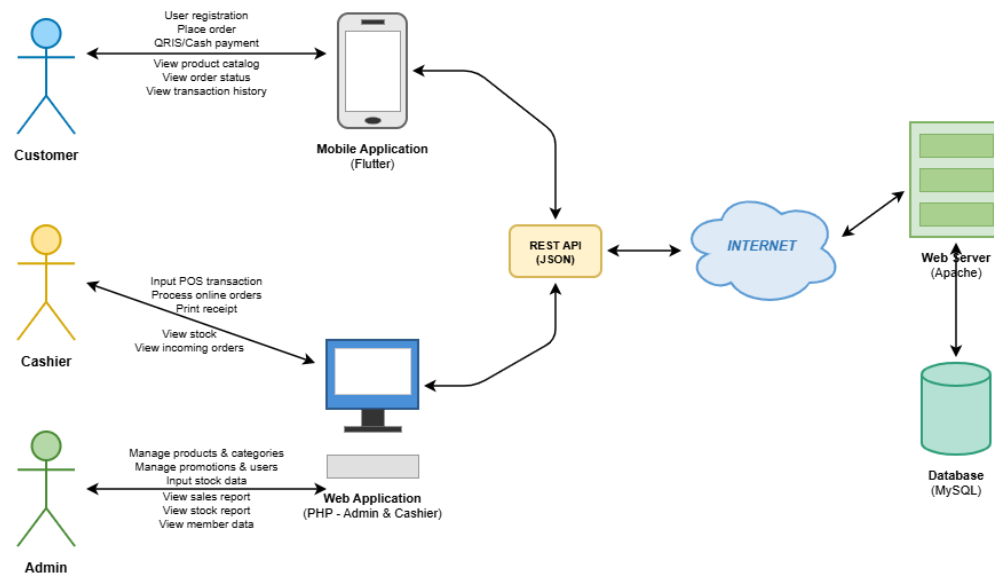 User registration
Place order
QRIS/Cash payment
View product catalog
View order status
View transaction history
Customer
Mobile Application
(Flutter)
REST API
(JSON)
INTERNET
Web Server
(Apache)
Input POS transaction
Process online orders
Print receipt
View stock
View incoming orders
Cashier
Manage products & categories
Manage promotions & users
Input stock data
View sales report
View stock report
View member data
Admin
Web Application
(PHP - Admin & Cashier)
Database
(MySQL)